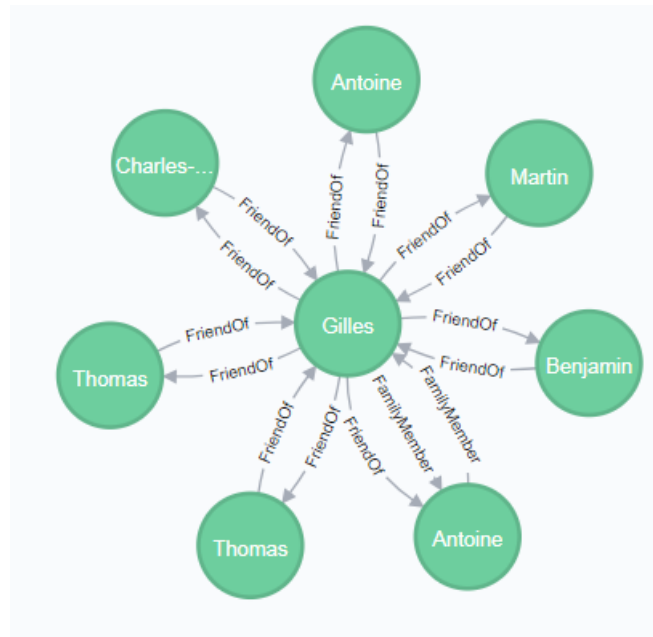 Antoine
Charles-...
Martin
FriendOf
FriendOf
FriendOf
FriendOf
FriendOf
FriendOf
Gilles
FriendOf
FriendOf
FriendOf
FriendOf
Thomas
Benjamin
FriendOf
FriendOf
FriendOf
FamilyMember
FamilyMember
Thomas
Antoine